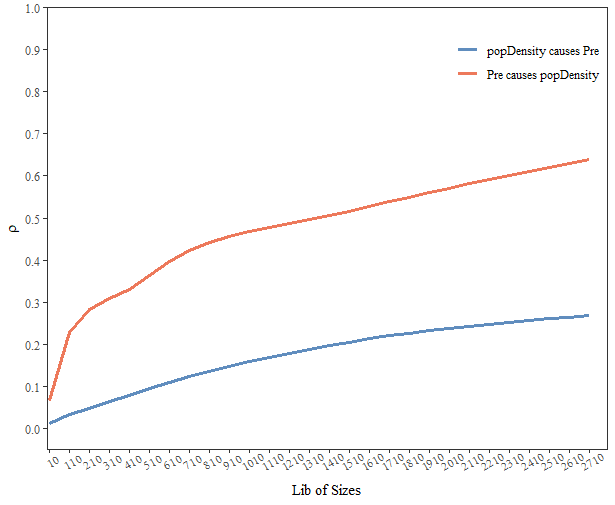 1.0
0.9
0.8
0.7
0.6
0.5
0.4
0.3
0.2
0.1
0.0
ρ
popDensity causes Pre
Pre causes popDensity
10 110 210 310 410 510 610 710 810 910 1010 1110 1210 1310 1410 1510 1610 1710 1810 1910 2010 2110 2210 2310 2410 2510 2610 2710
Lib of Sizes